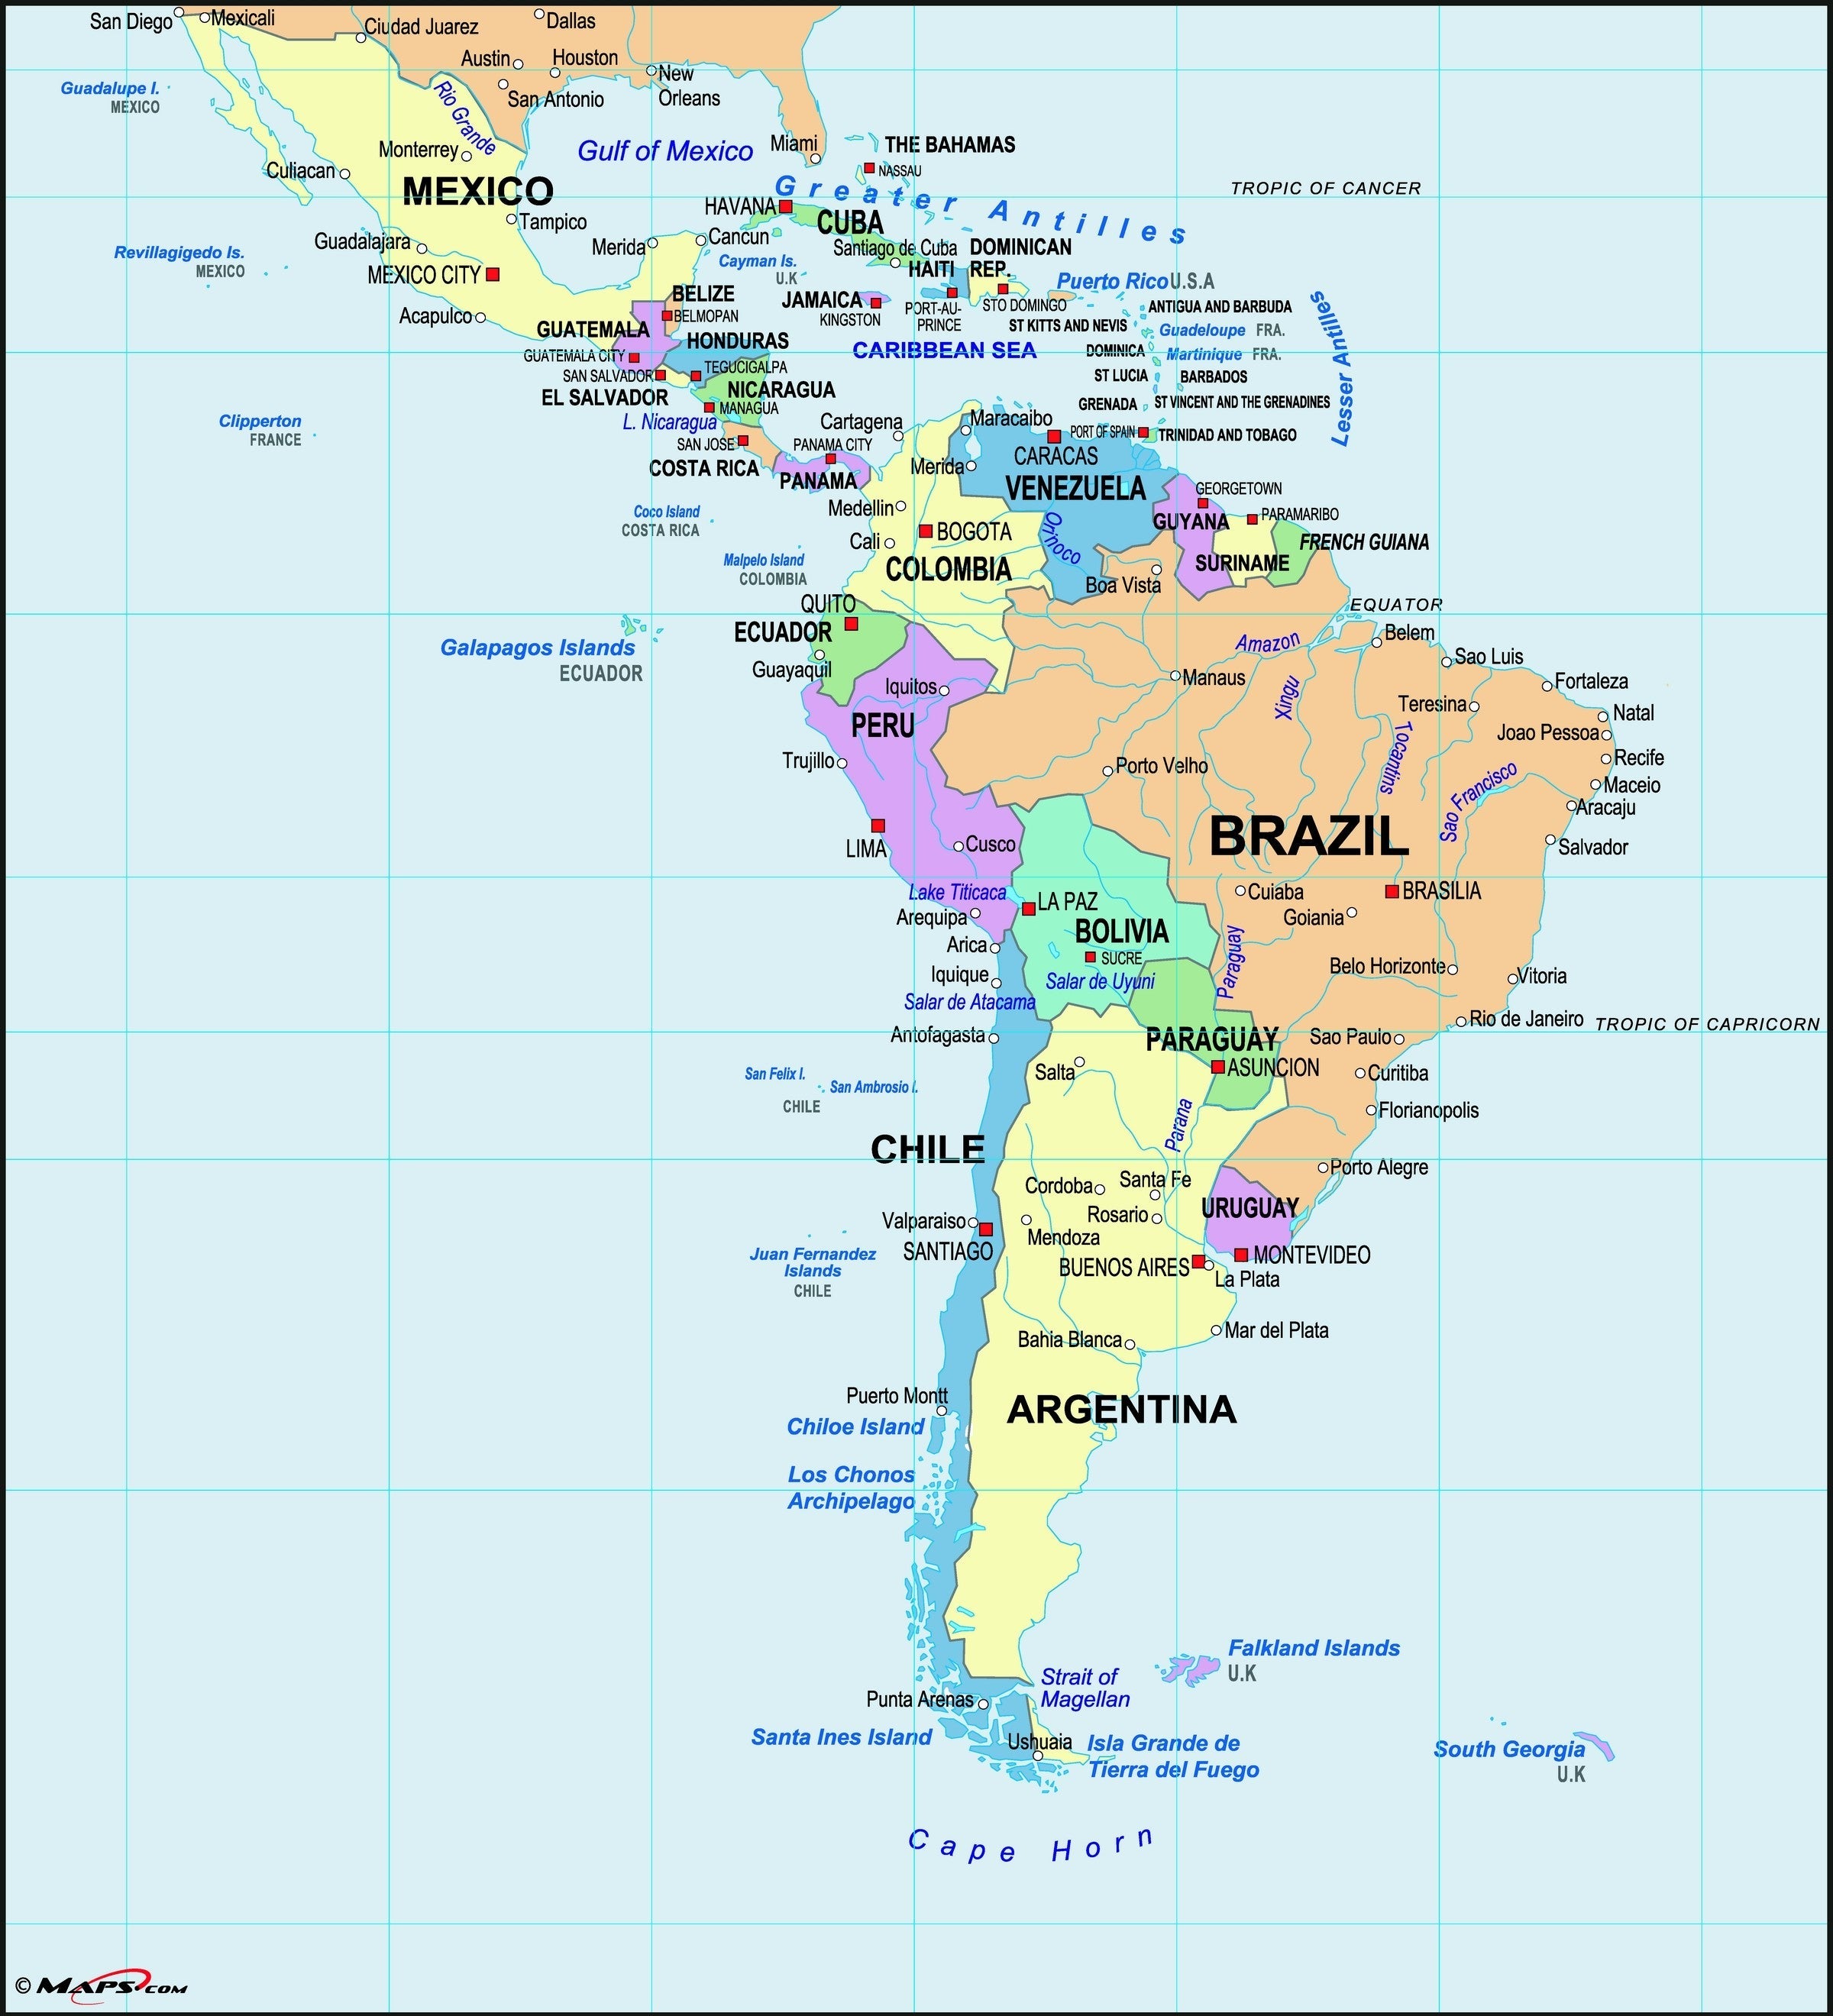 San Diego
Mexicali
Ciudad Juarez
Dallas
Austin
Houston
New
Orleans
San Antonio
Guadalupe I.
MEXICO
Rio Grande
Monterrey
Culiacan
Gulf of Mexico
Miami
THE BAHAMAS
NASSAU
MEXICO
Greater Antilles
TROPIC OF CANCER
HAVANA
CUBA
Tampico
Guadalajara
Merida
Cancun
Santiago de Cuba
DOMINICAN
REP.
Revillagigedo Is.
MEXICO
MEXICO CITY
Cayman Is.
U.K
HAITI
Puerto Rico U.S.A
Acapulco
BELIZE
BELMOPAN
JAMAICA
KINGSTON
PORT-AU-
PRINCE
STO DOMINGO
ANTIGUA AND BARBUDA
ST KITTS AND NEVIS
Guadeloupe FRA.
GUATEMALA
HONDURAS
GUATEMALA CITY
CARIBBEAN SEA
DOMINICA
Martinique FRA.
Lesser Antilles
SAN SALVADOR
TEGUCIGALPA
ST LUCIA
BARBADOS
EL SALVADOR
NICARAGUA
MANAGUA
GRENADA
ST VINCENT AND THE GRENADINES
Clipperton
FRANCE
L. Nicaragua
Cartagena
Maracaibo
PORT OF SPAIN
TRINIDAD AND TOBAGO
SAN JOSE
PANAMA CITY
CARACAS
COSTA RICA
PANAMA
Merida
VENEZUELA
GEORGETOWN
Coco Island
COSTA RICA
Medellin
BOGOTA
Orinoco
GUYANA
PARAMARIBO
Cali
FRENCH GUIANA
Malpelo Island
COLOMBIA
COLOMBIA
Boa Vista
SURINAME
QUITO
EQUATOR
ECUADOR
Galapagos Islands
ECUADOR
Guayaquil
Amazon
Belem
Sao Luis
Iquitos
Manaus
Xingu
Fortaleza
Teresina
PERU
Natal
Tocantins
Joao Pessoa
Trujillo
Porto Velho
Recife
Sao Francisco
Maceio
Aracaju
LIMA
Cusco
BRAZIL
Salvador
Lake Titicaca
LA PAZ
Cuiaba
BRASILIA
Arequipa
BOLIVIA
Goiania
Arica
SUCRE
Paraguay
Belo Horizonte
Vitoria
Iquique
Salar de Uyuni
Salar de Atacama
Antofagasta
PARAGUAY
Rio de Janeiro
TROPIC OF CAPRICORN
Sao Paulo
San Felix I.
San Ambrosio I.
CHILE
Salta
ASUNCION
Curitiba
Florianopolis
Parana
CHILE
Porto Alegre
Cordoba
Santa Fe
URUGUAY
Valparaiso
Rosario
Mendoza
SANTIAGO
Juan Fernandez
Islands
CHILE
BUENOS AIRES
MONTEVIDEO
La Plata
Bahia Blanca
Mar del Plata
Puerto Montt
ARGENTINA
Chiloe Island
Los Chonos
Archipelago
Falkland Islands
U.K
Strait of
Magellan
Punta Arenas
Santa Ines Island
Ushuaia
Isla Grande de
Tierra del Fuego
South Georgia
U.K
Cape Horn
© MAPS.COM